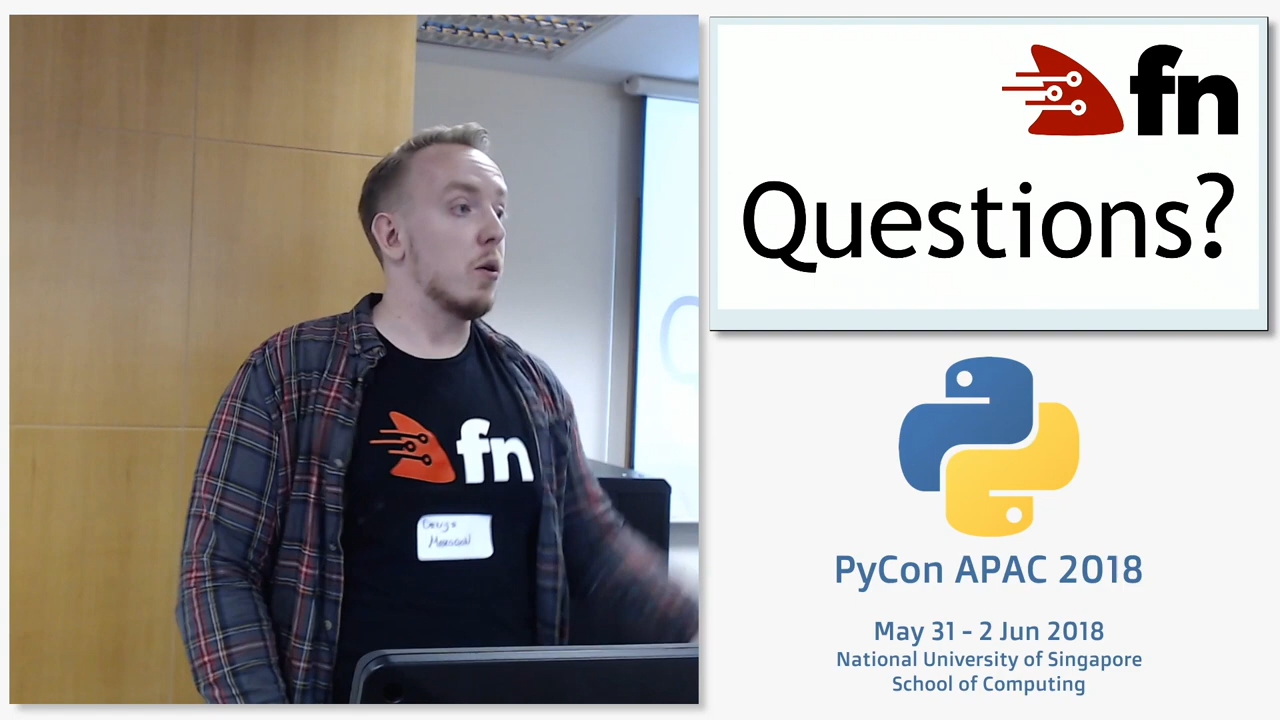 fn
Questions?
fn
PyCon APAC 2018
May 31 - 2 Jun 2018
National University of Singapore
School of Computing